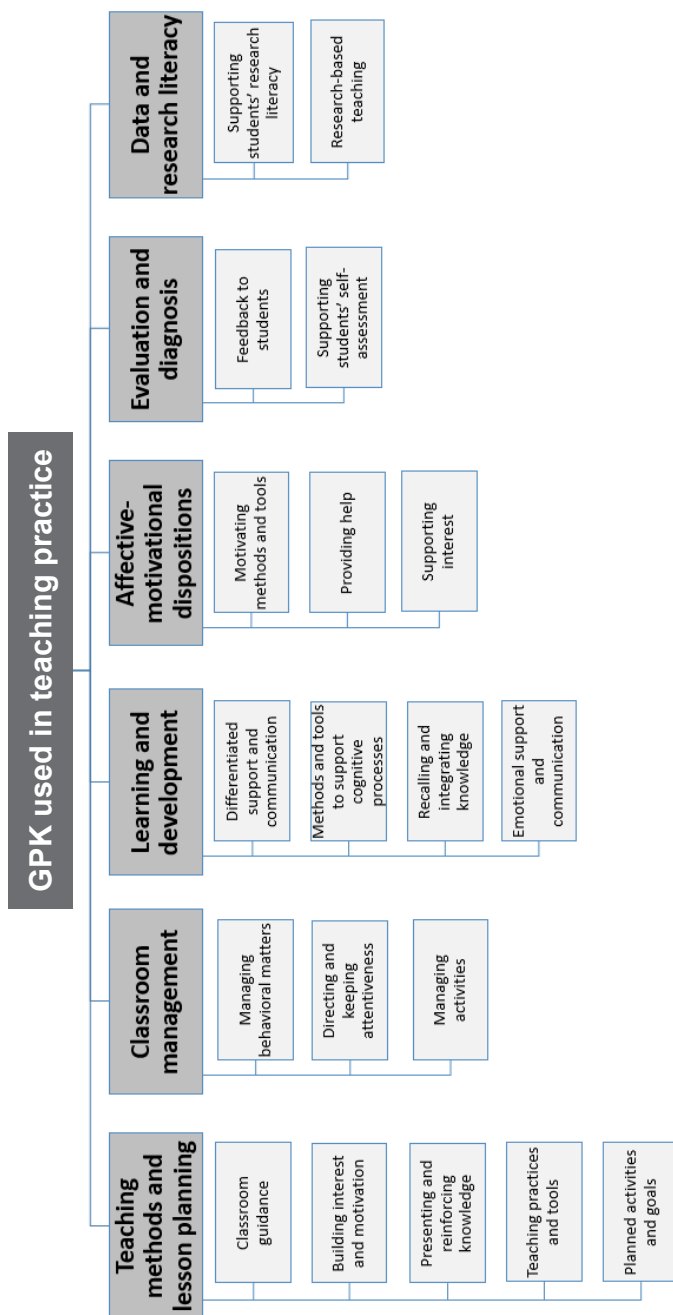 GPK used in teaching practice
Teaching
methods and
lesson planning
Classroom
guidance
Building interest
and motivation
Presenting and
reinforcing
knowledge
Teaching practices
and tools
Planned activities
and goals
Classroom
management
Managing
behavioral matters
Directing and
keeping
attentiveness
Managing
activities
Learning and
development
Differentiated
support and
communication
Methods and tools
to support
cognitive
processes
Recalling and
integrating
knowledge
Emotional support
and
communication
Affective-
motivational
dispositions
Motivating
methods and tools
Providing help
Supporting
interest
Evaluation and
diagnosis
Feedback to
students
Supporting
students’ self-
assessment
Data and
research literacy
Supporting
students’ research
literacy
Research-based
teaching